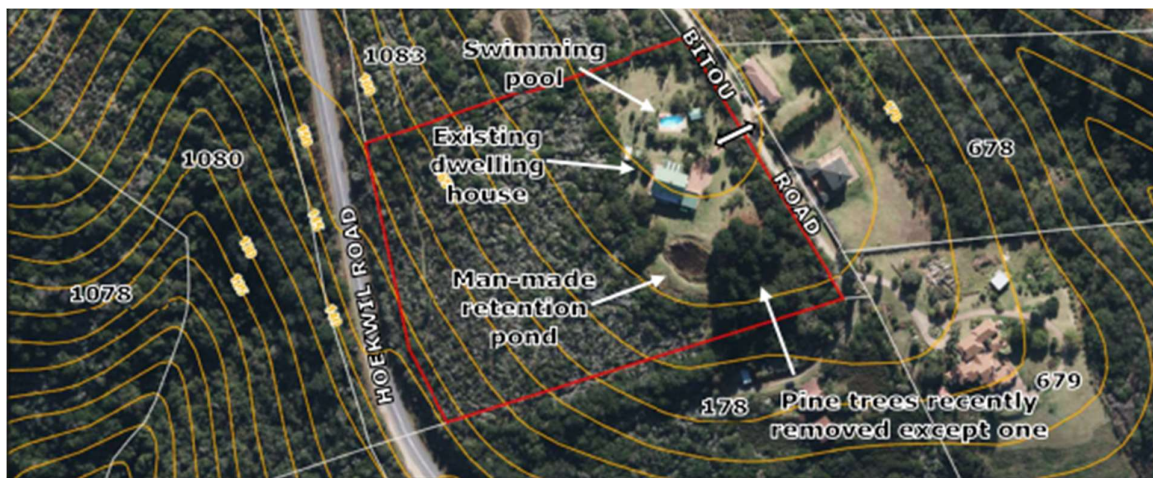 1083
Swimming
pool
BITOU
ROAD
1080
Existing
dwelling
house
678
HOEKWIL ROAD
1078
Man-made
retention
pond
178
679
Pine trees recently
removed except one